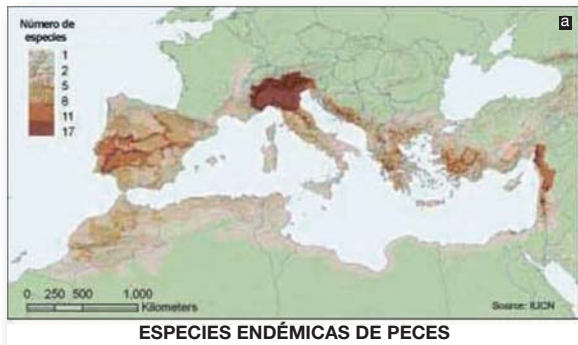 Número de
especies
1
2
5
8
11
17
a
0 250 500 1.000
Kilometers
Source: IUCN
ESPECIES ENDÉMICAS DE PECES